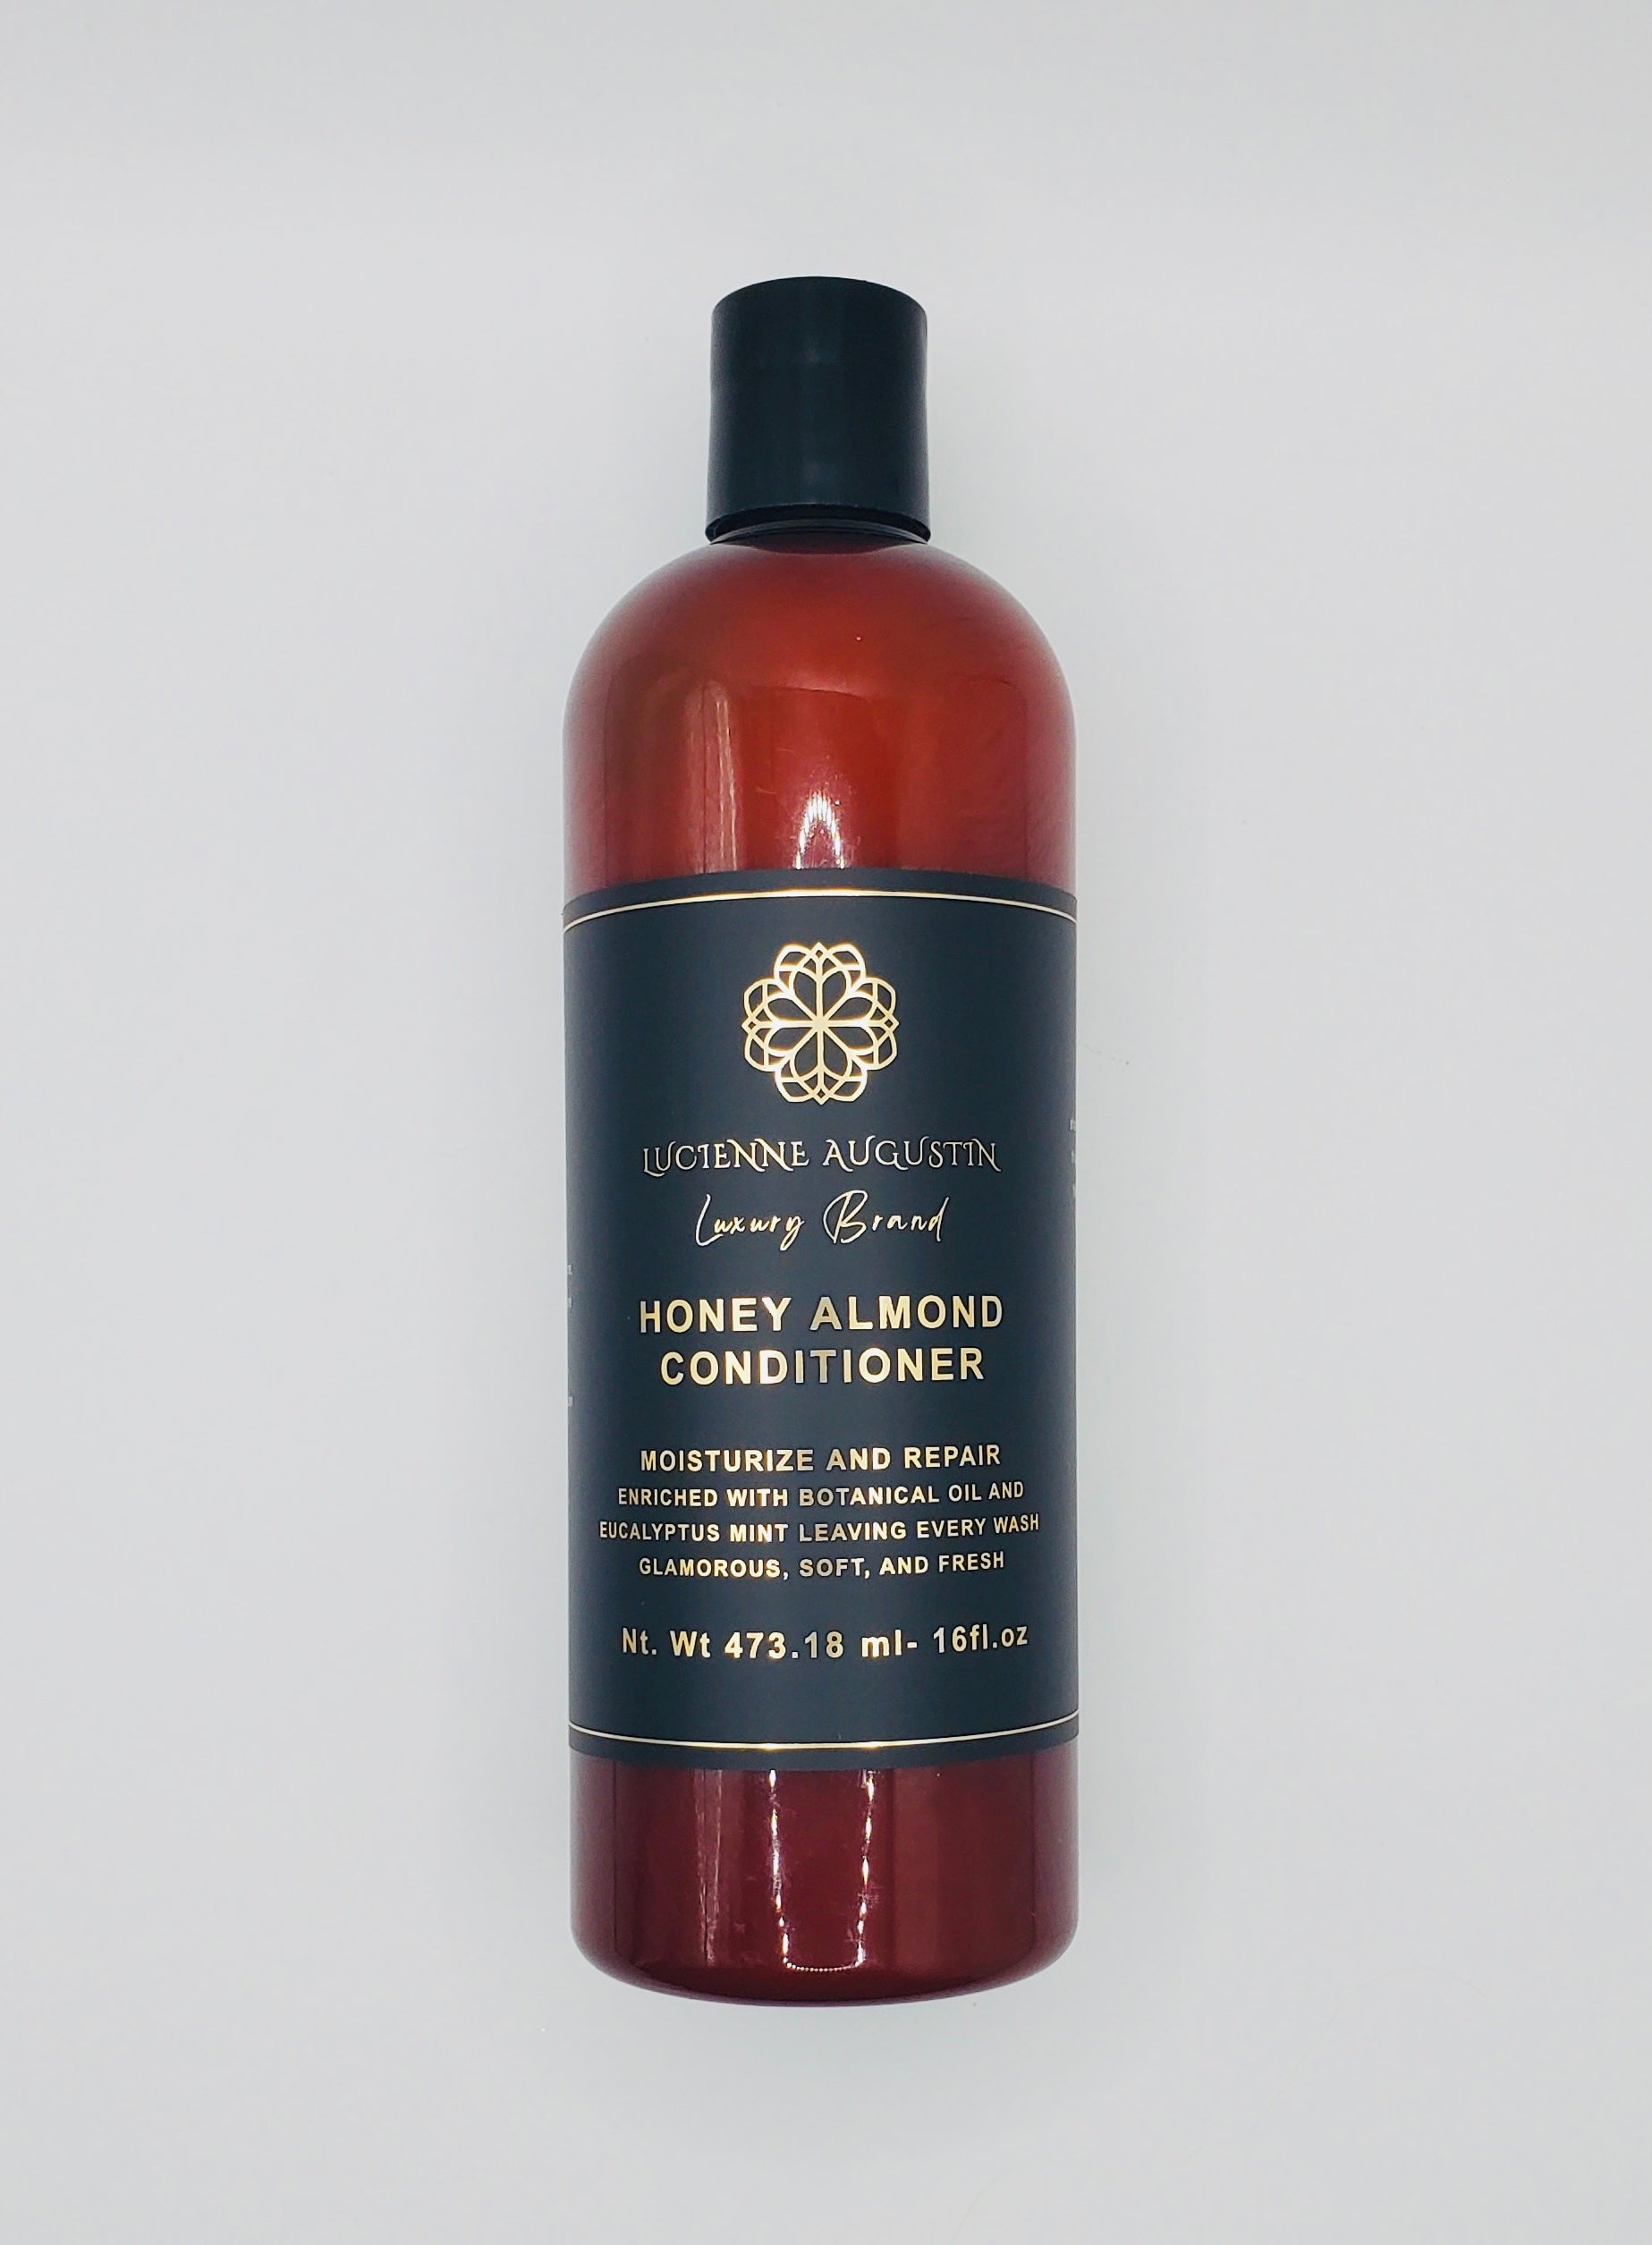 LUCIENNE AUGUSTIN
Luxury Brand
HONEY ALMOND
CONDITIONER
MOISTURIZE AND REPAIR
ENRICHED WITH BOTANICAL OIL AND
EUCALYPTUS MINT LEAVING EVERY WASH
GLAMOROUS, SOFT, AND FRESH
Nt. Wt 473.18 ml- 16fl.oz